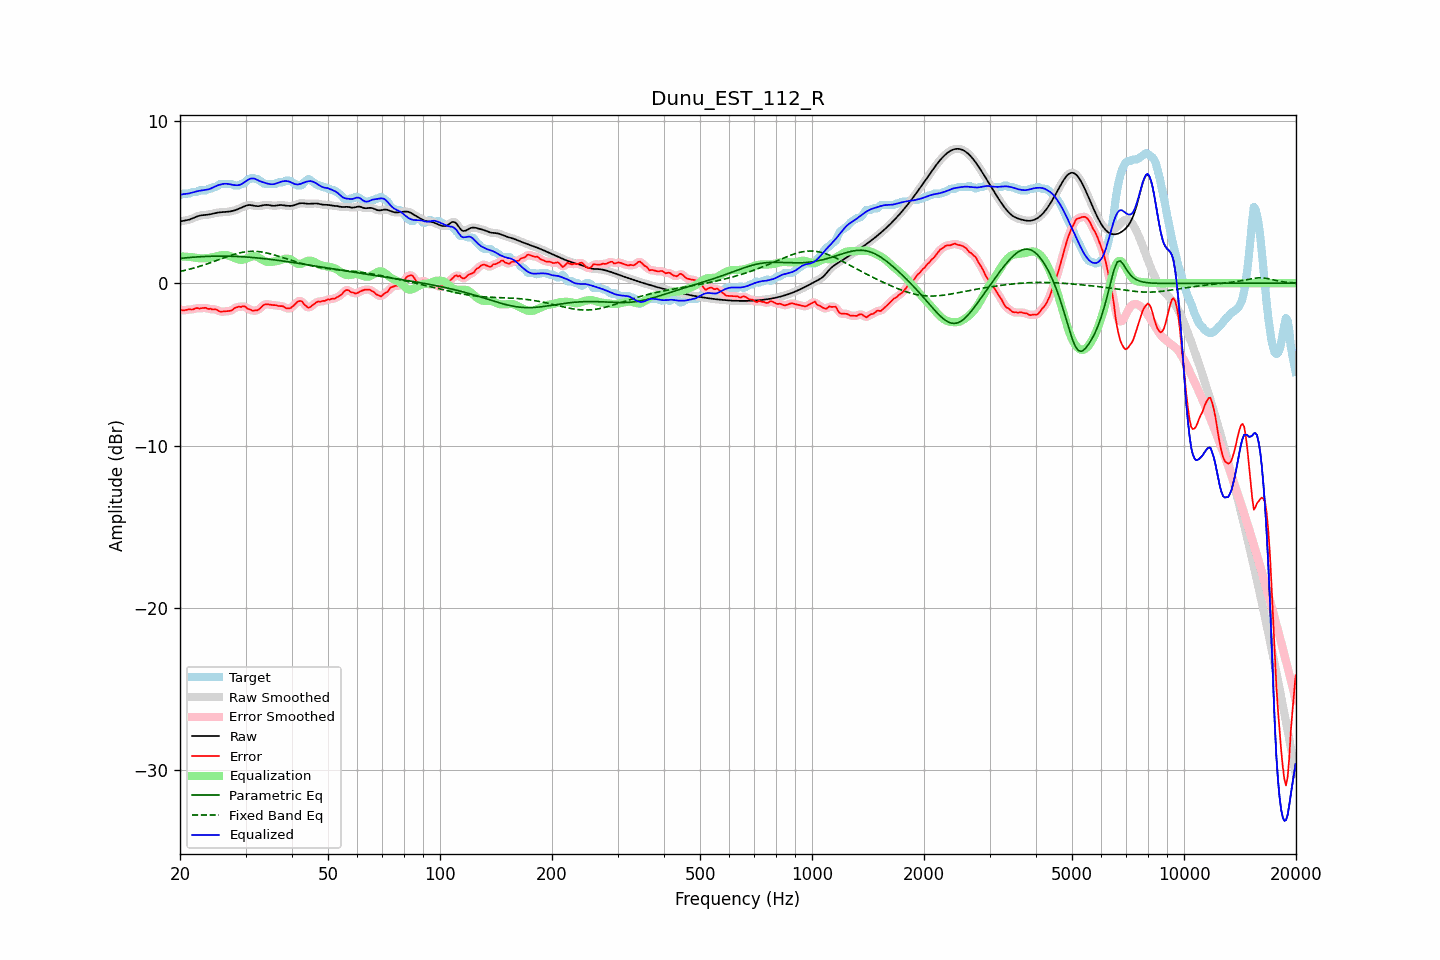 Dunu_EST_112_R
Amplitude (dBr)
10
0
−10
−20
−30
Target
Raw Smoothed
Error Smoothed
Raw
Error
Equalization
Parametric Eq
Fixed Band Eq
Equalized
20 50 100 200 500 1000 2000 5000 10000 20000
Frequency (Hz)